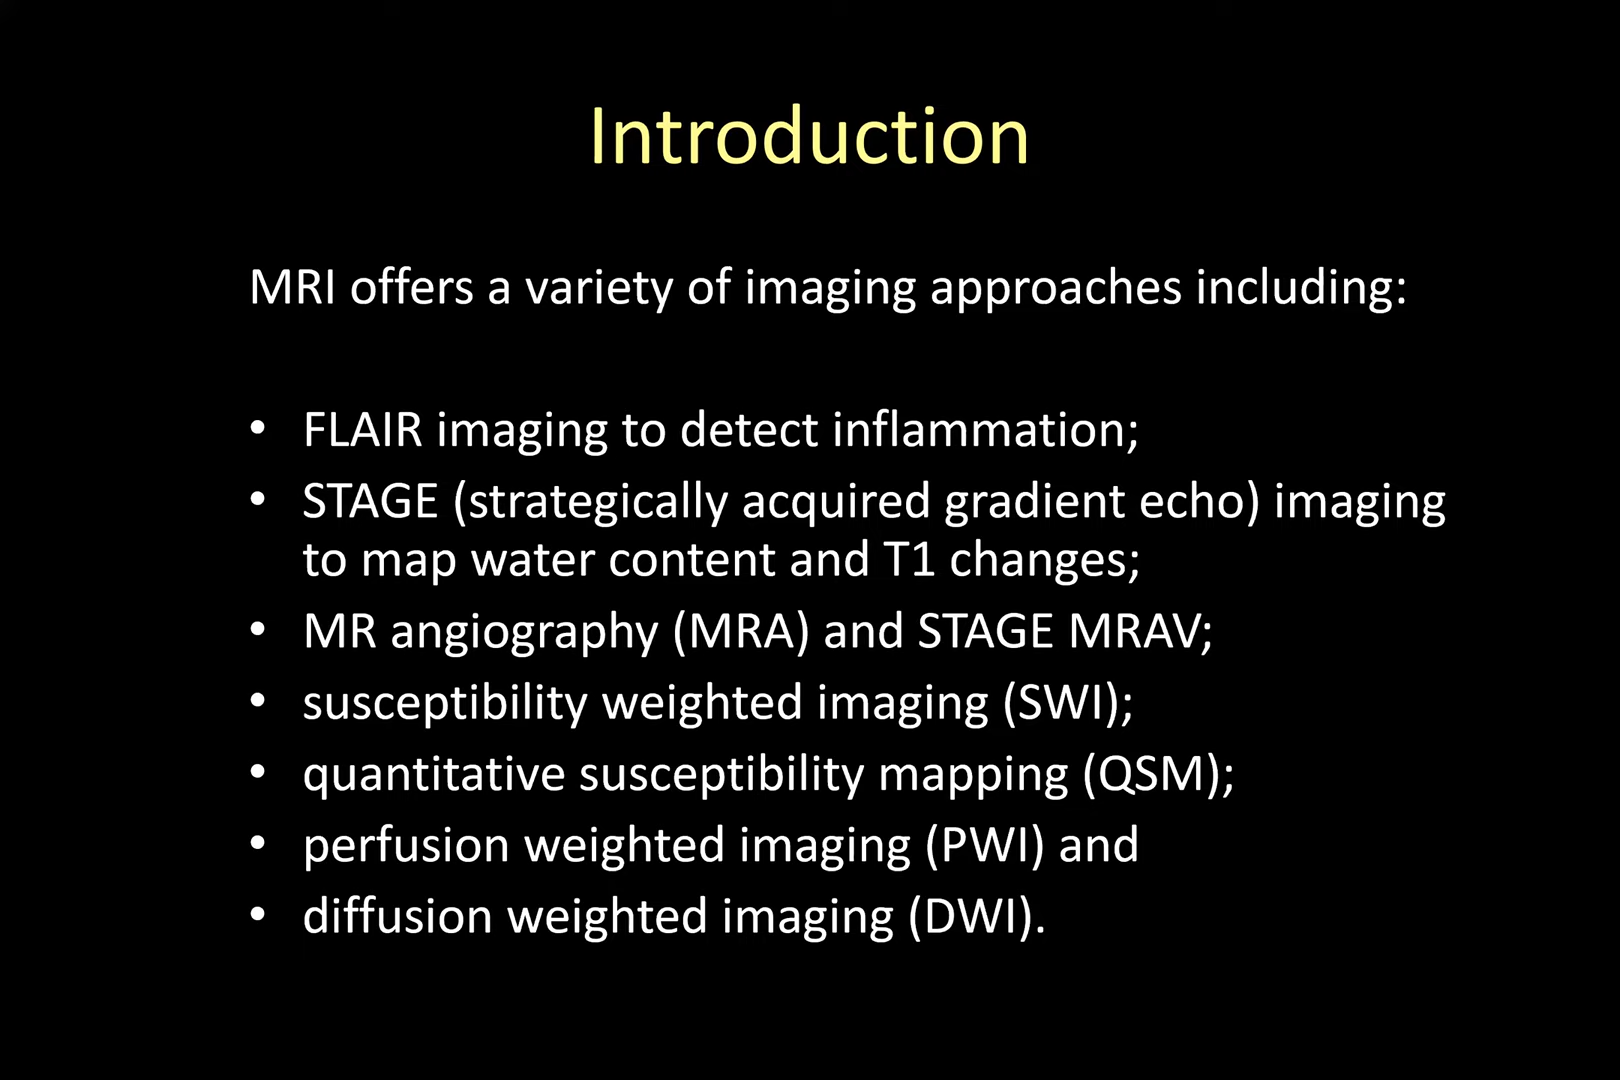 Introduction
MRI offers a variety of imaging approaches including:
• FLAIR imaging to detect inflammation;
• STAGE (strategically acquired gradient echo) imaging
to map water content and T1 changes;
• MR angiography (MRA) and STAGE MRAV;
• susceptibility weighted imaging (SWI);
• quantitative susceptibility mapping (QSM);
• perfusion weighted imaging (PWI) and
• diffusion weighted imaging (DWI).